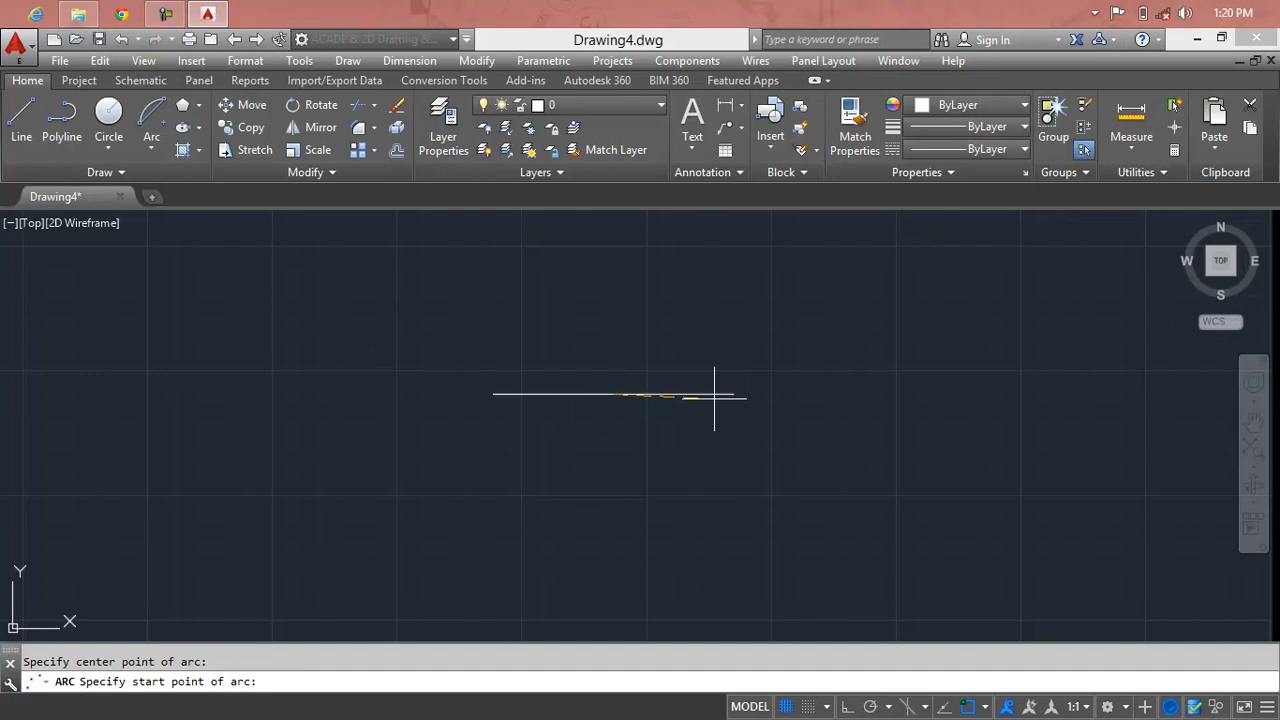 1:20 PM
ACADE & 2D Drafting &...
Drawing4.dwg
Type a keyword or phrase
Sign In
File Edit View Insert Format Tools Draw Dimension Modify Parametric Projects Components Wires Panel Layout Window Help
Home Project Schematic Panel Reports Import/Export Data Conversion Tools Add-ins Autodesk 360 BIM 360 Featured Apps
Line
Polyline
Circle
Arc
Move
Rotate
Copy
Mirror
Stretch
Scale
Layer
Properties
0
Match Layer
Text
Insert
Match
Properties
ByLayer
ByLayer
ByLayer
Group
Measure
Paste
Draw
Modify
Layers
Annotation
Block
Properties
Groups
Utilities
Clipboard
Drawing4*
[−][Top][2D Wireframe]
N
W
TOP
E
S
WCS
Y
X
Specify center point of arc:
ARC Specify start point of arc:
MODEL
1:1